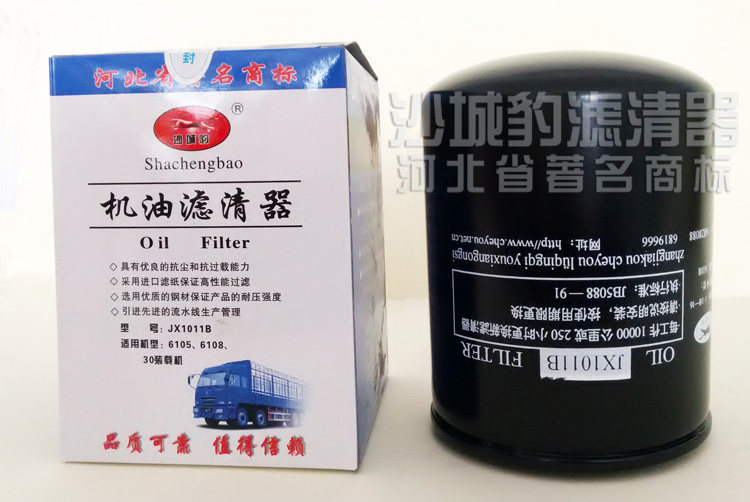 封
河北省著名商标
沙城豹
®
Shachengbao
机油滤清器
Oil Filter
◇具有优良的抗尘和抗过载能力
◇采用进口滤纸保证高性能过滤
◇选用优质的钢材保证产品的耐压强度
◇引进先进的流水线生产管理
型 号：JX1011B
适用机型：6105、6108、
30装载机
品质可靠 值得信赖
沙城豹滤清器
河北省著名商标
OIL FILTER
JX1011B
每工作 10000 公里或 250 小时更换新滤清器
请按说明安装，按使用期限更换
执行标准：JB5088—91
zhangjiakou cheyou luqingqi youxiangongsi
6819666
网址：http//www.cheyou.net.cn